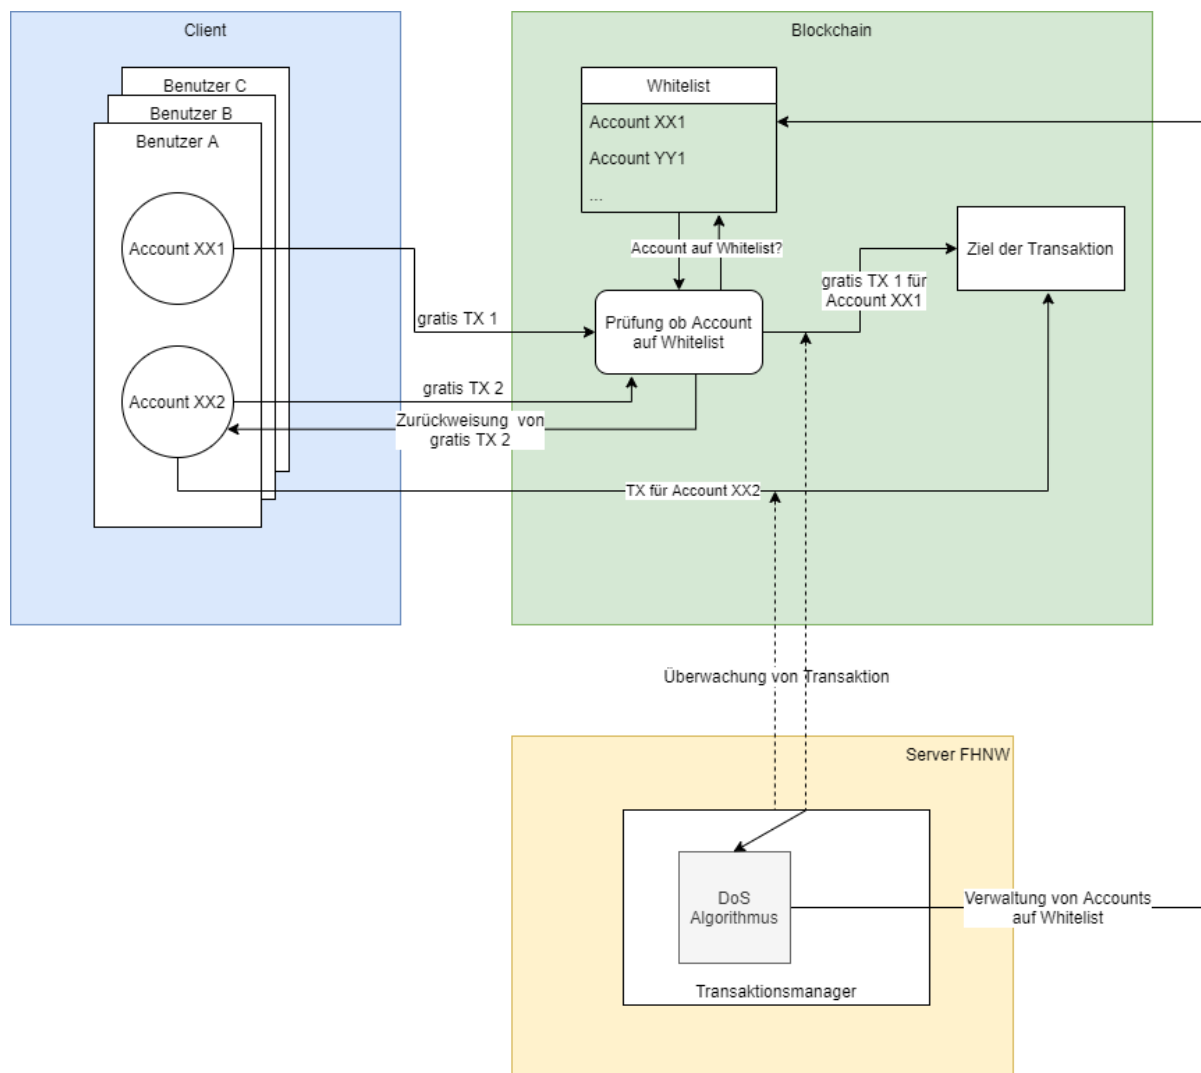 Client
Benutzer C
Benutzer B
Benutzer A
Account XX1
Account XX2
gratis TX 1
gratis TX 2
Zurückweisung von
gratis TX 2
Blockchain
Whitelist
Account XX1
Account YY1
...
Account auf Whitelist?
Prüfung ob Account
auf Whitelist
gratis TX 1 für
Account XX1
Ziel der Transaktion
TX für Account XX2
Überwachung von Transaktion
Server FHNW
DoS
Algorithmus
Transaktionsmanager
Verwaltung von Accounts
auf Whitelist